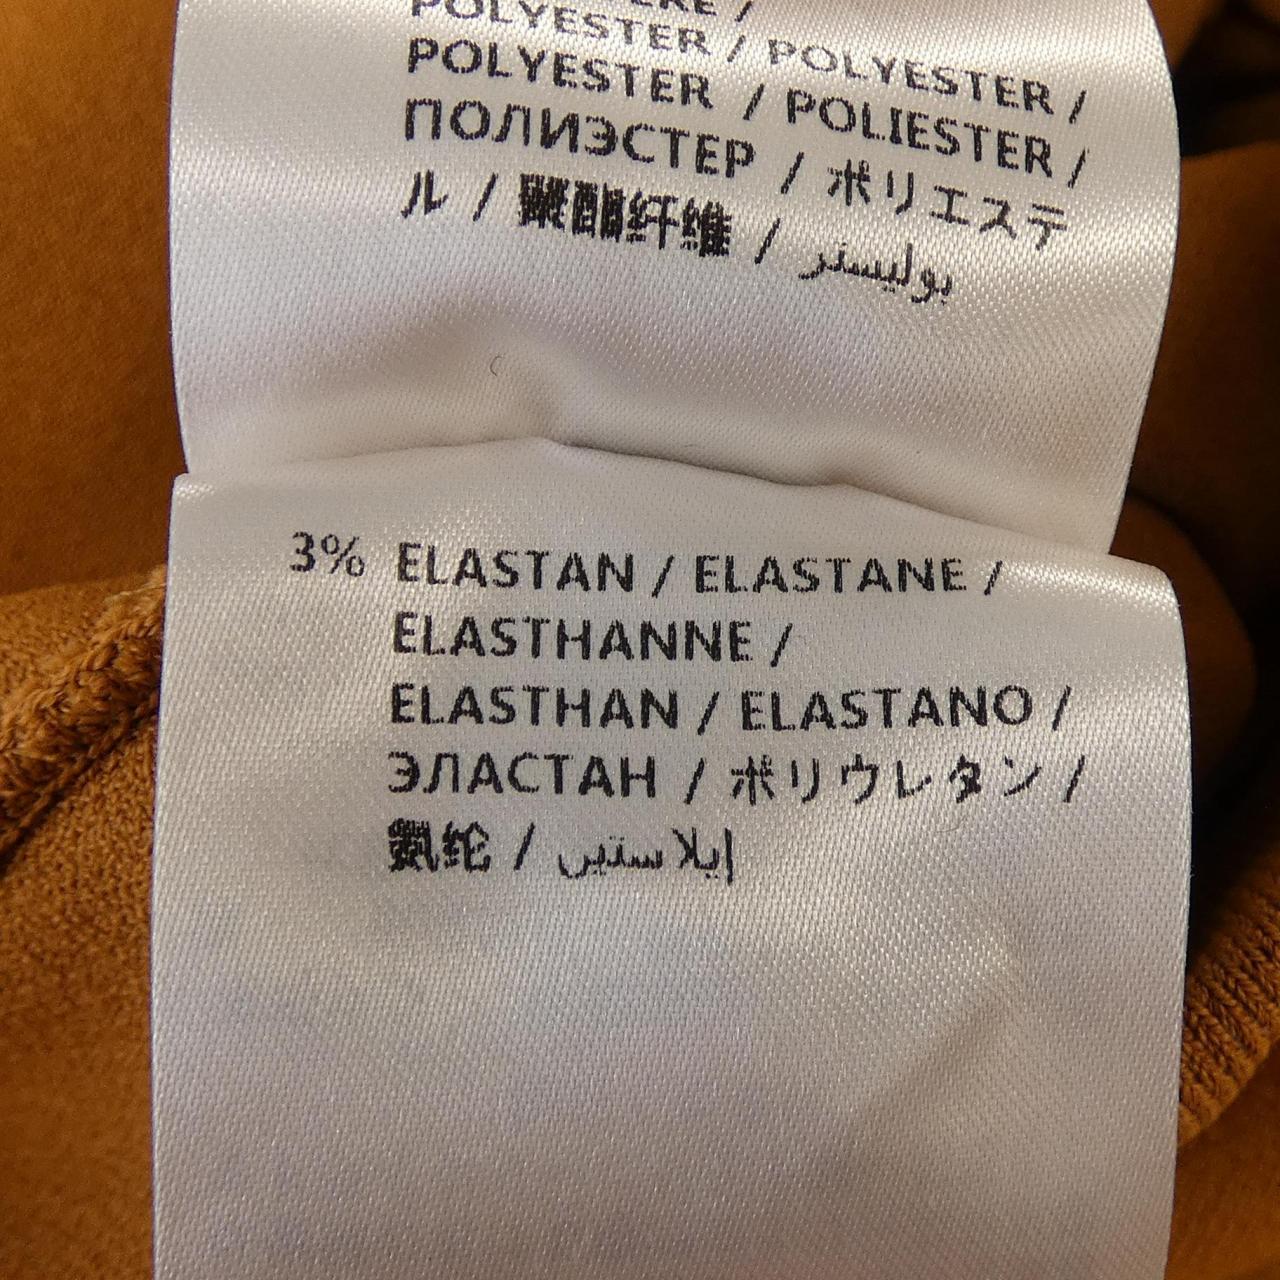 POLYESTER / POLYESTER /
POLYESTER / POLIESTER /
ПОЛИЭСТЕР / ポリエステ
ル / 聚酯纤维 / بوليستر
3% ELASTAN / ELASTANE /
ELASTHANNE /
ELASTHAN / ELASTANO /
ЭЛАСТАН / ポリウレタン /
氨纶 / إيلاستين